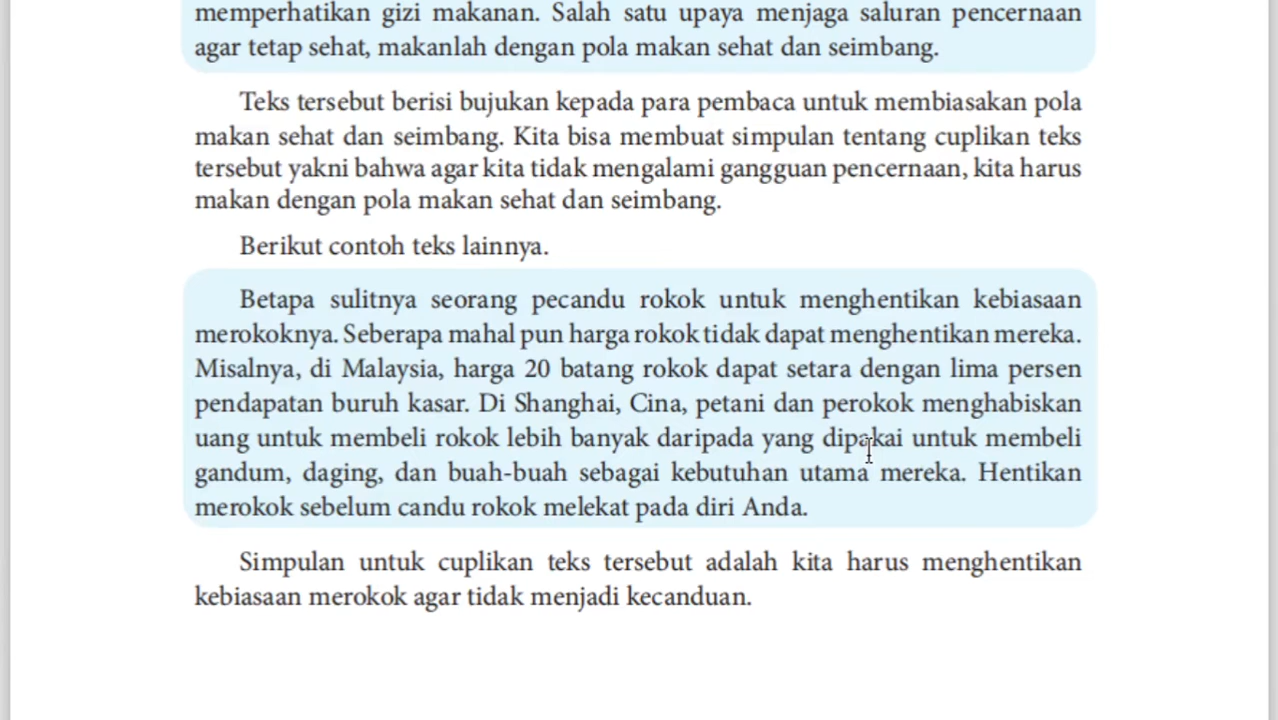 memperhatikan gizi makanan. Salah satu upaya menjaga saluran pencernaan
agar tetap sehat, makanlah dengan pola makan sehat dan seimbang.
Teks tersebut berisi bujukan kepada para pembaca untuk membiasakan pola
makan sehat dan seimbang. Kita bisa membuat simpulan tentang cuplikan teks
tersebut yakni bahwa agar kita tidak mengalami gangguan pencernaan, kita harus
makan dengan pola makan sehat dan seimbang.
Berikut contoh teks lainnya.
Betapa sulitnya seorang pecandu rokok untuk menghentikan kebiasaan
merokoknya. Seberapa mahal pun harga rokok tidak dapat menghentikan mereka.
Misalnya, di Malaysia, harga 20 batang rokok dapat setara dengan lima persen
pendapatan buruh kasar. Di Shanghai, Cina, petani dan perokok menghabiskan
uang untuk membeli rokok lebih banyak daripada yang dipakai untuk membeli
gandum, daging, dan buah-buah sebagai kebutuhan utama mereka. Hentikan
merokok sebelum candu rokok melekat pada diri Anda.
Simpulan untuk cuplikan teks tersebut adalah kita harus menghentikan
kebiasaan merokok agar tidak menjadi kecanduan.